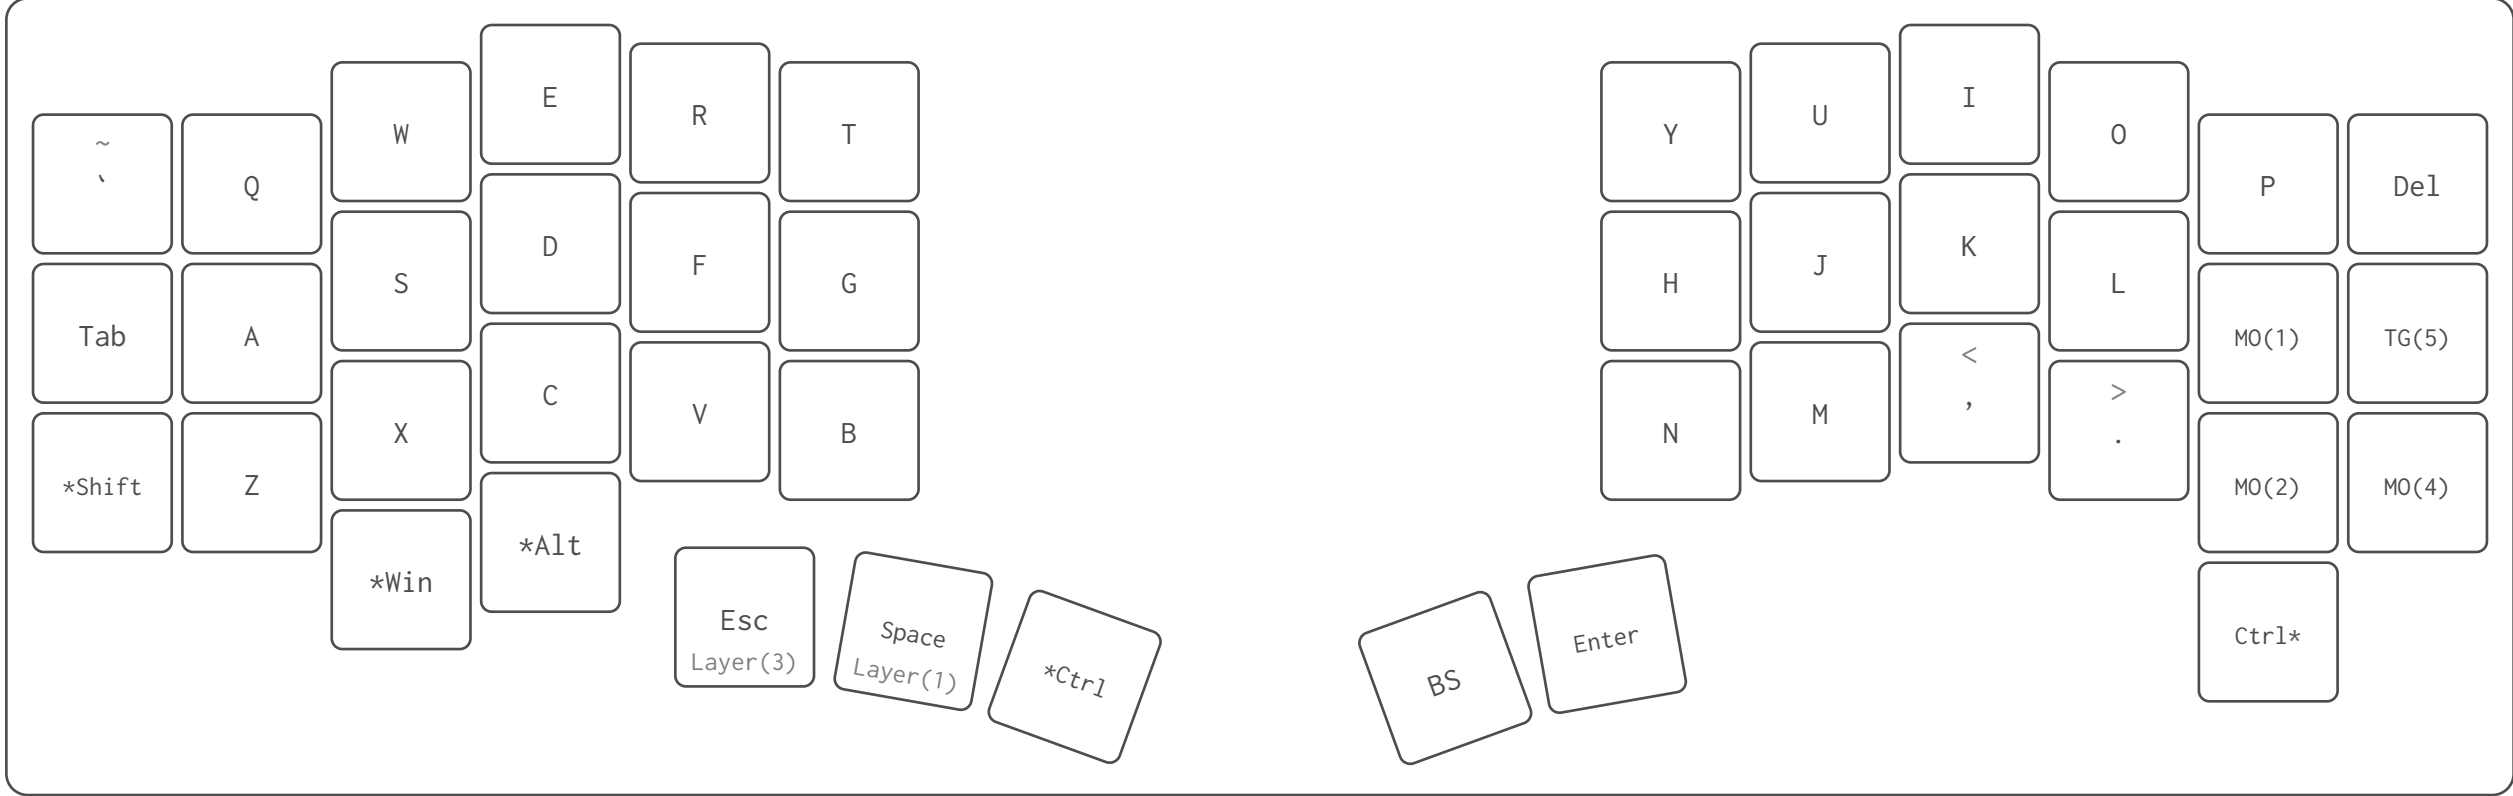 ~
`
Q
W
E
R
T
Y
U
I
O
P
Del
Tab
A
S
D
F
G
H
J
K
L
MO(1)
TG(5)
*Shift
Z
X
C
V
B
N
M
<
,
>
.
MO(2)
MO(4)
*Win
*Alt
Esc
Layer(3)
Space
Layer(1)
*Ctrl
BS
Enter
Ctrl*